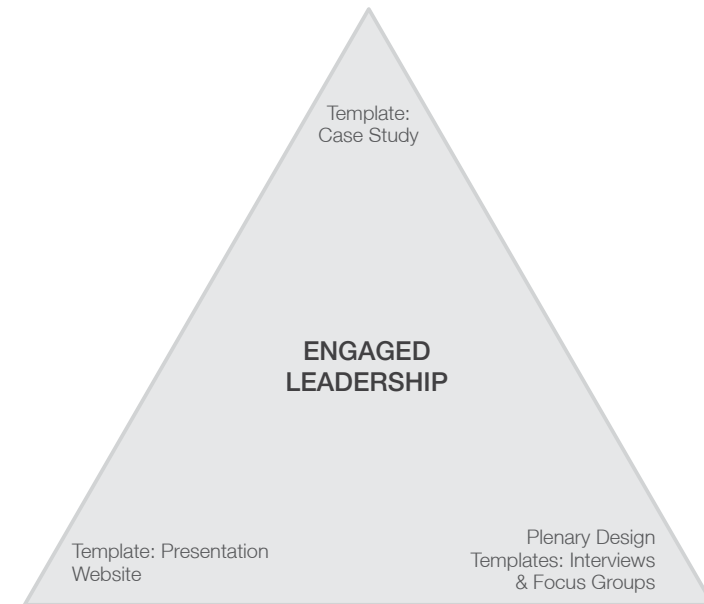 Template:
Case Study
ENGAGED
LEADERSHIP
Template: Presentation
Website
Plenary Design
Templates: Interviews
& Focus Groups